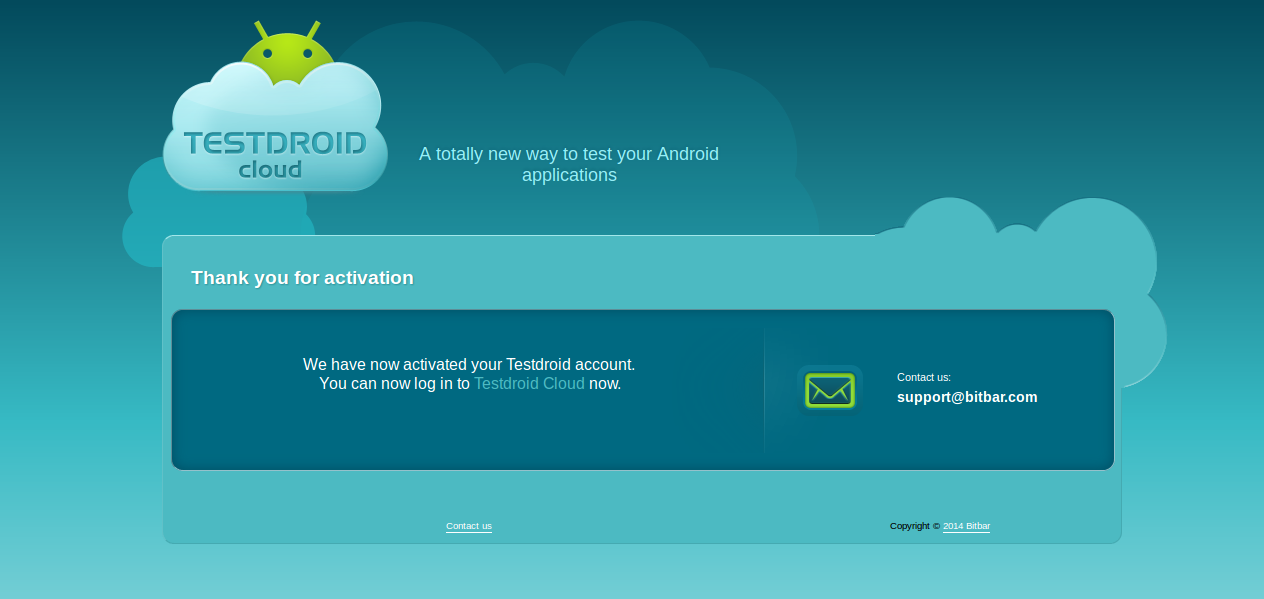 TESTDROID
cloud
A totally new way to test your Android
applications
Thank you for activation
We have now activated your Testdroid account.
You can now log in to Testdroid Cloud now.
Contact us:
support@bitbar.com
Contact us
Copyright © 2014 Bitbar